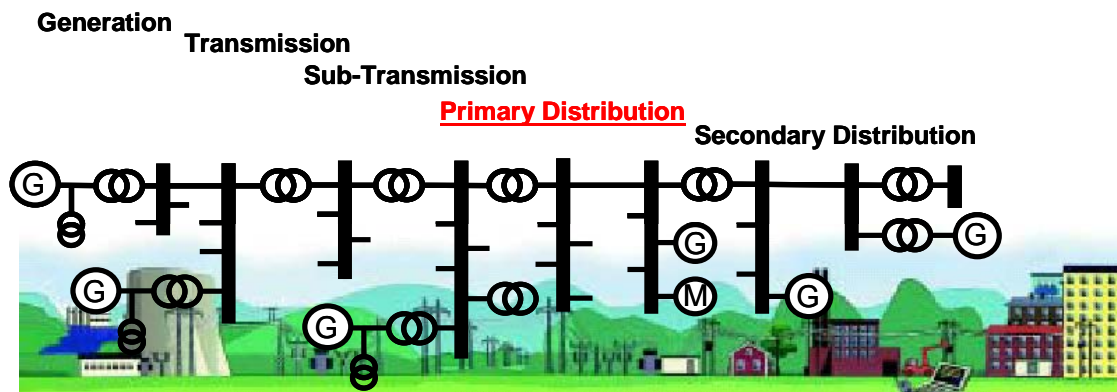 Generation
Transmission
Sub-Transmission
Primary Distribution
Secondary Distribution
G
G
G
G
M
G
G